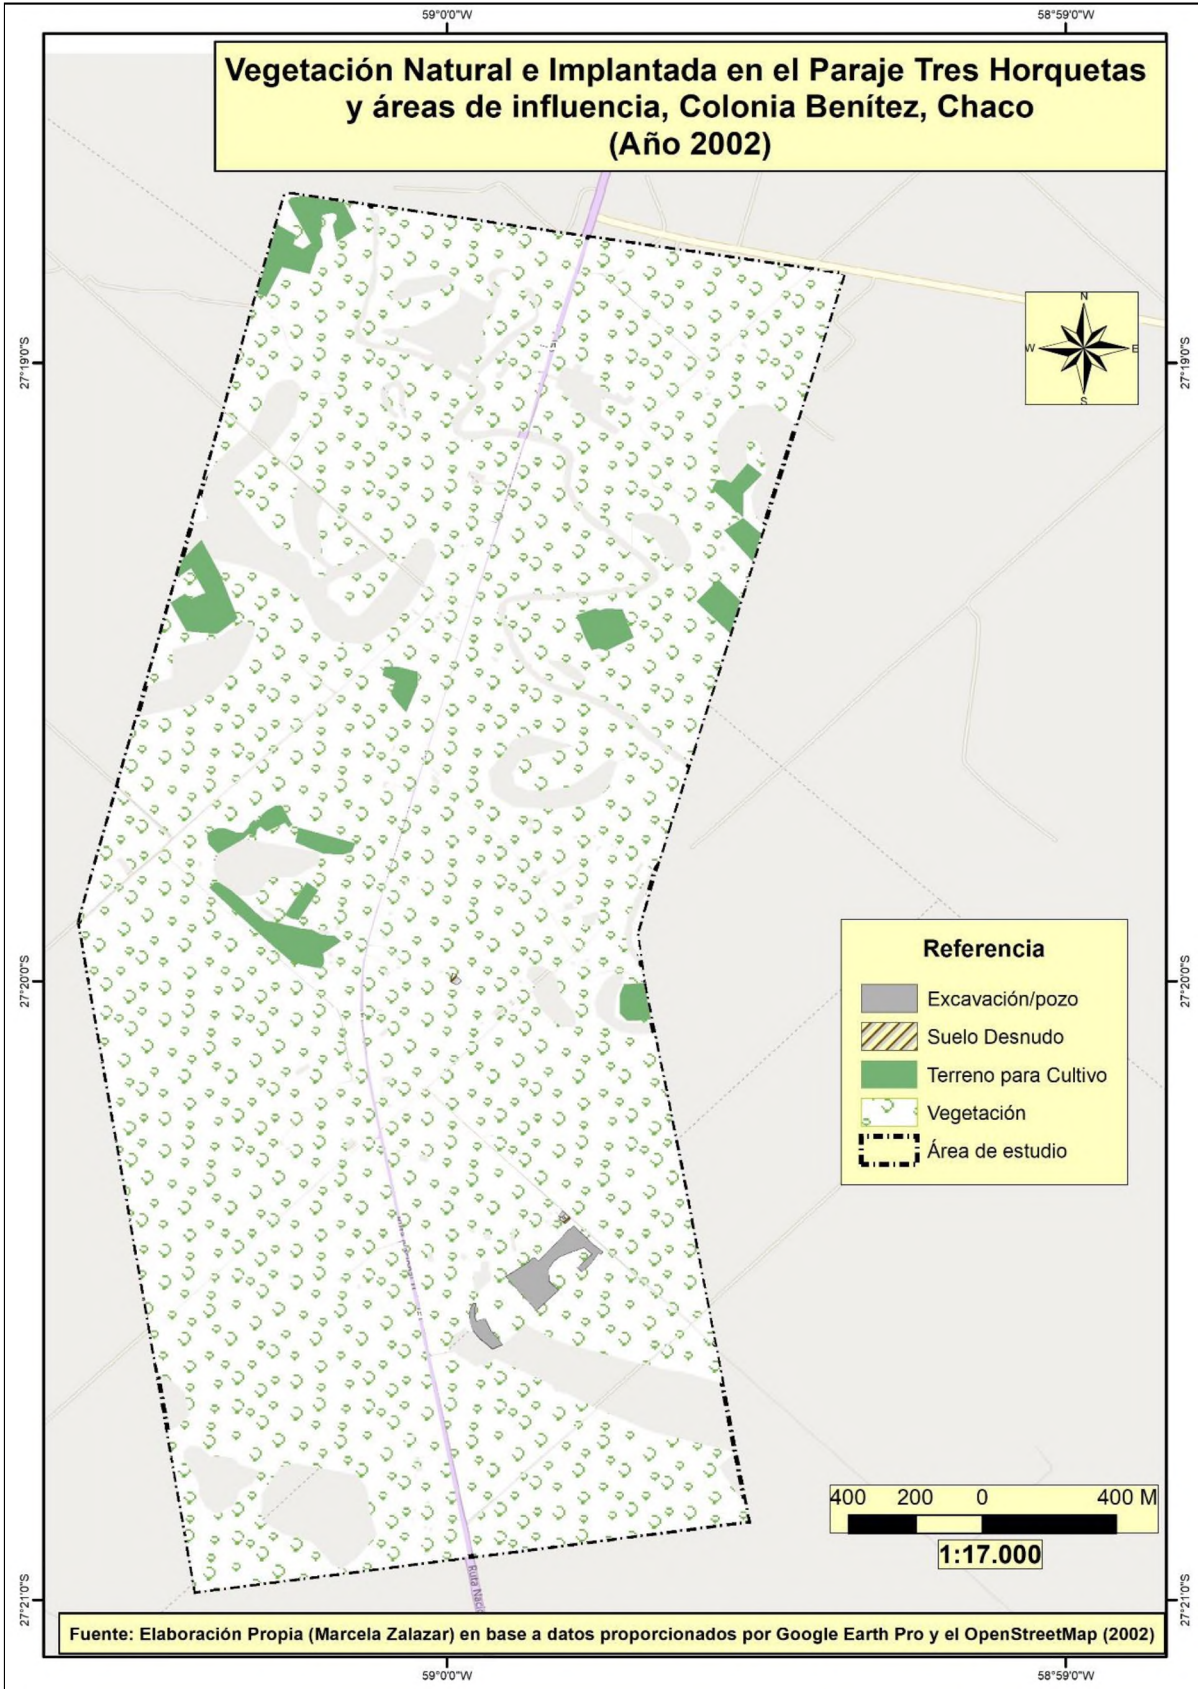 59°0'0"W
58°59'0"W
Vegetación Natural e Implantada en el Paraje Tres Horquetas
y áreas de influencia, Colonia Benítez, Chaco
(Año 2002)
N
W
E
S
27°19'0"S
27°19'0"S
Referencia
Excavación/pozo
Suelo Desnudo
Terreno para Cultivo
Vegetación
Área de estudio
27°20'0"S
27°20'0"S
400 200 0 400 M
1:17.000
27°21'0"S
27°21'0"S
Ruta Naci
Fuente: Elaboración Propia (Marcela Zalazar) en base a datos proporcionados por Google Earth Pro y el OpenStreetMap (2002)
59°0'0"W
58°59'0"W